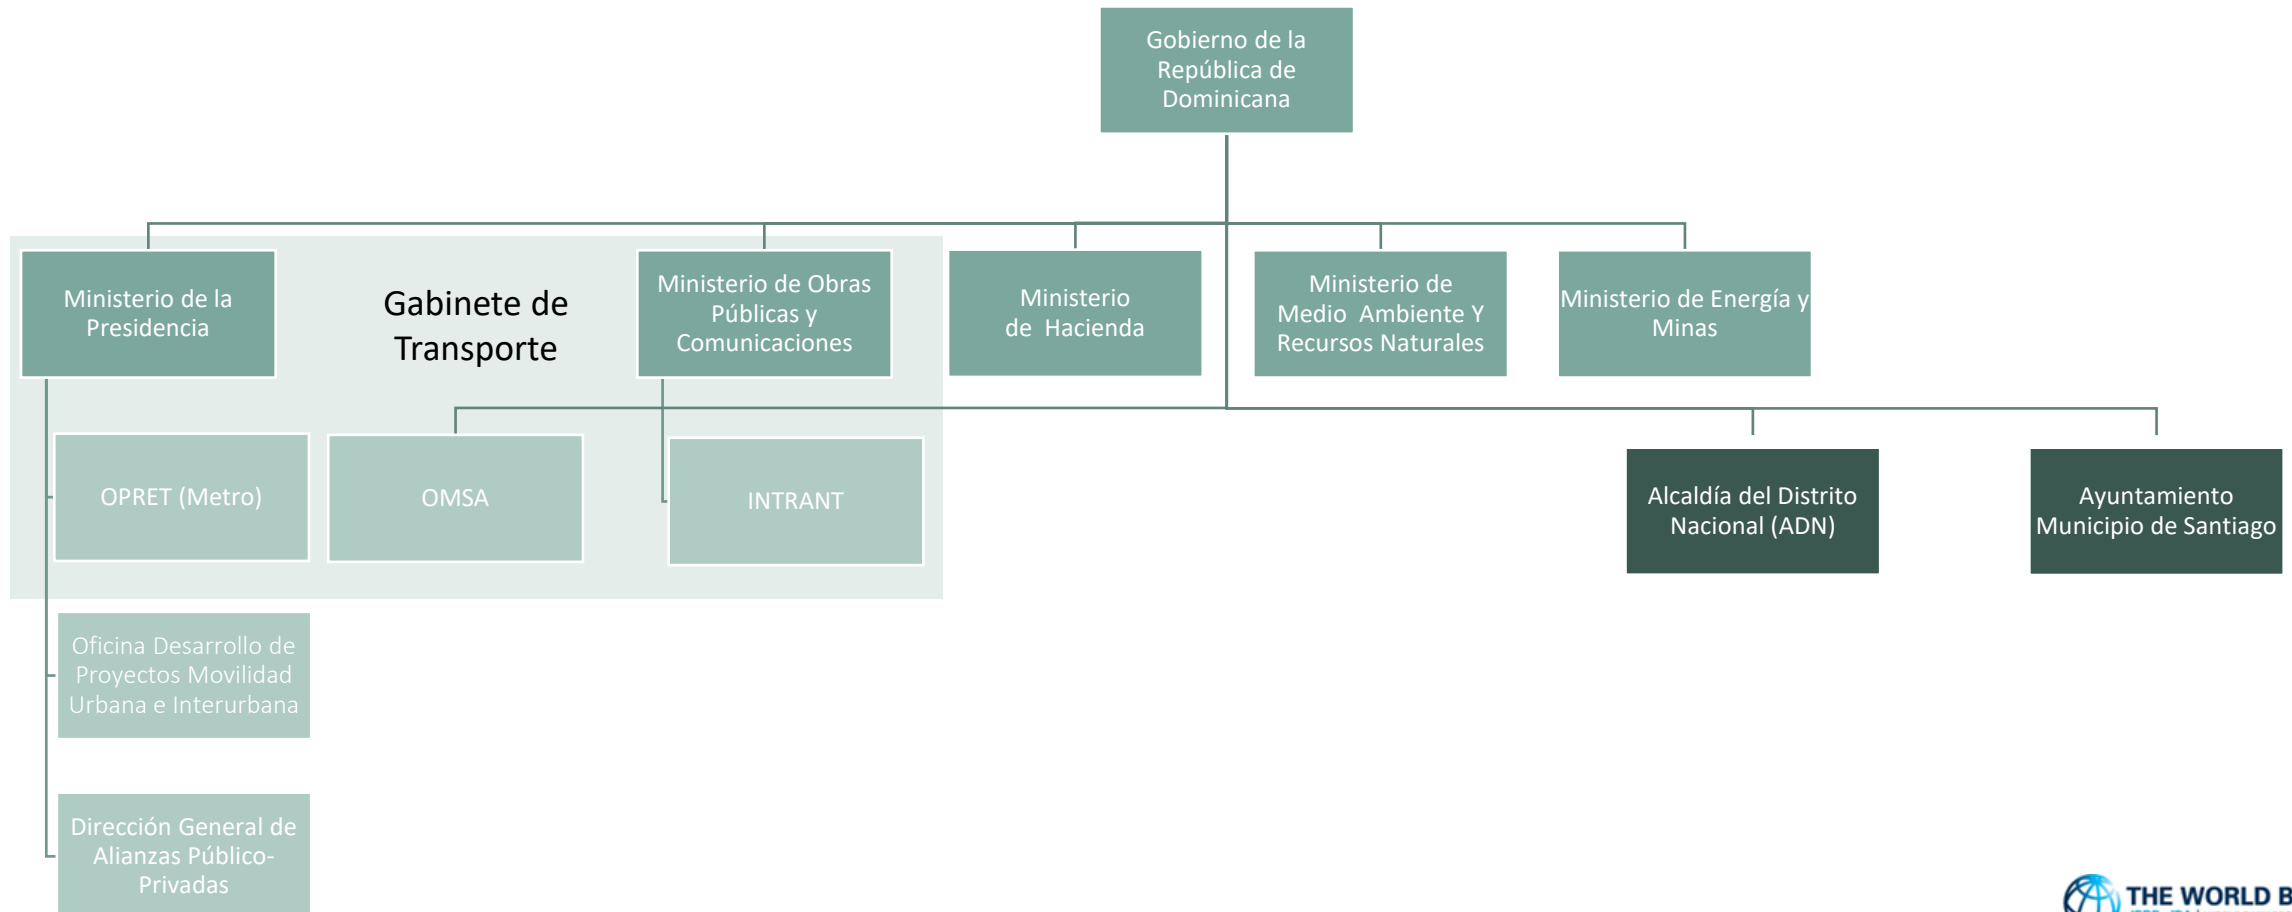 Gobierno de la
República de
Dominicana
Ministerio de la
Presidencia
Gabinete de
Transporte
Ministerio de Obras
Públicas y
Comunicaciones
Ministerio
de Hacienda
Ministerio de
Medio Ambiente Y
Recursos Naturales
Ministerio de Energía y
Minas
OPRET (Metro)
OMSA
INTRANT
Alcaldía del Distrito
Nacional (ADN)
Ayuntamiento
Municipio de Santiago
Oficina Desarrollo de
Proyectos Movilidad
Urbana e Interurbana
Dirección General de
Alianzas Público-
Privadas
THE WORLD B